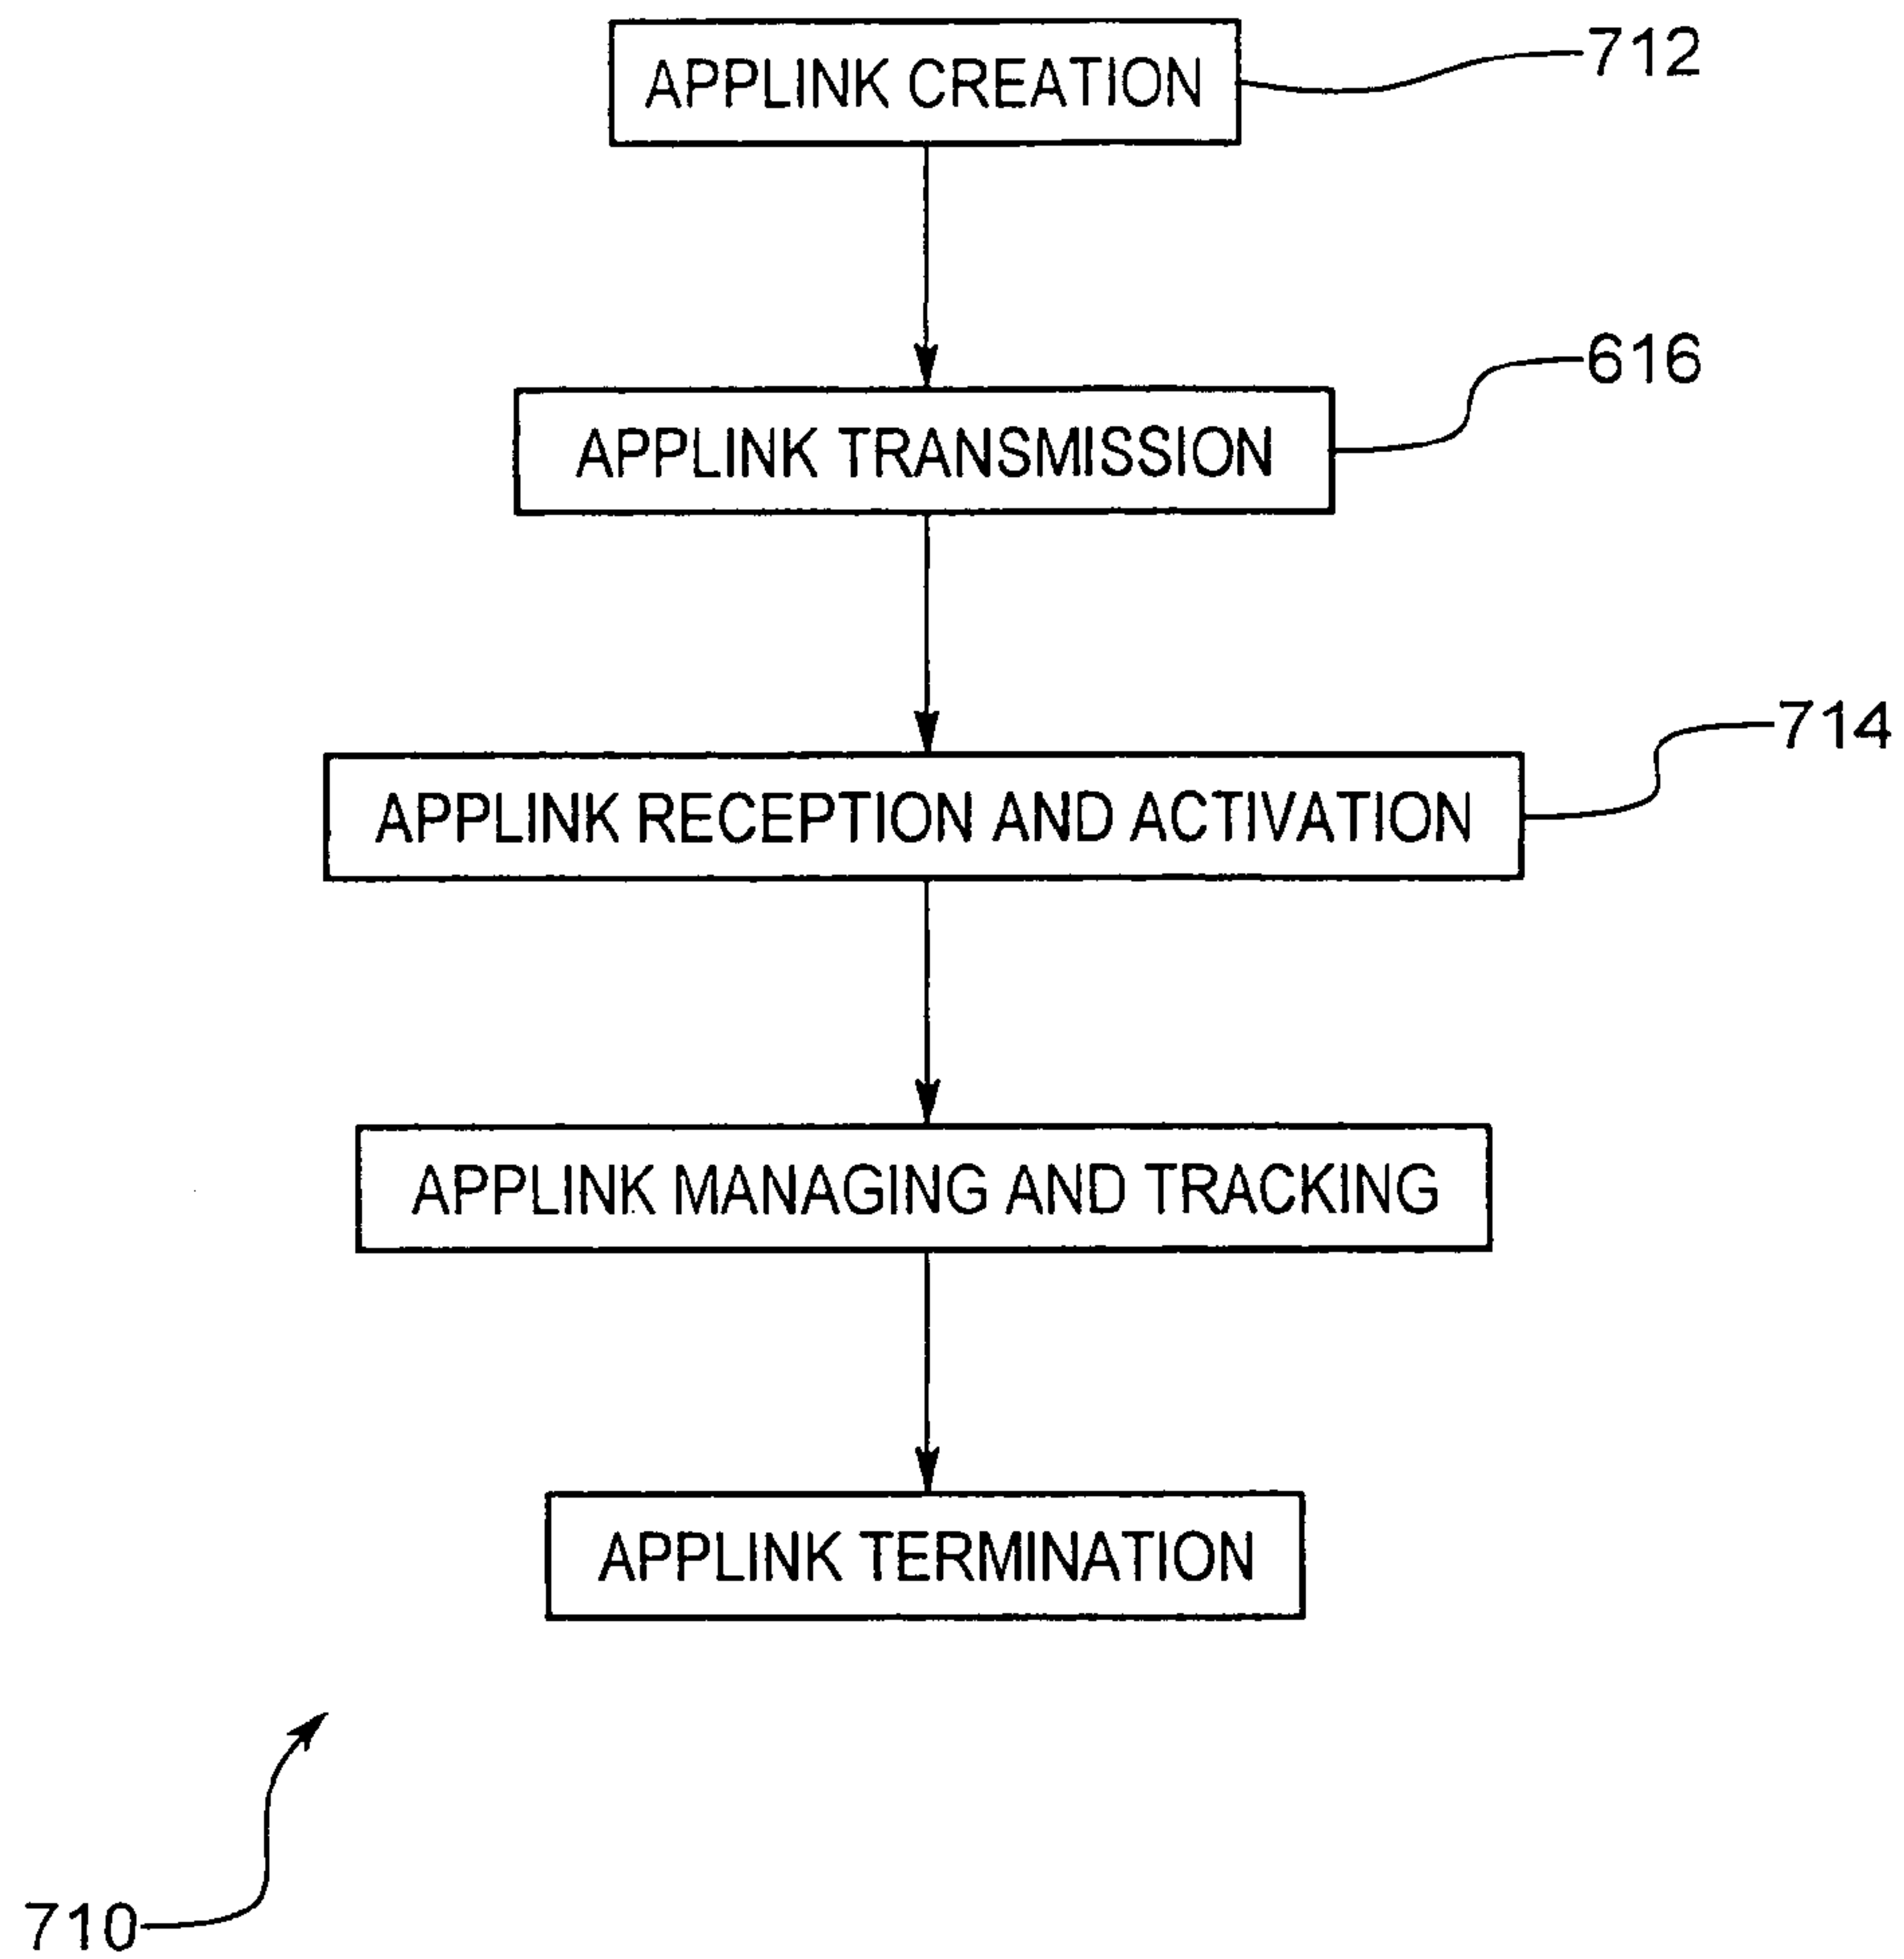 APPLINK CREATION
712
616
APPLINK TRANSMISSION
714
APPLINK RECEPTION AND ACTIVATION
APPLINK MANAGING AND TRACKING
APPLINK TERMINATION
710